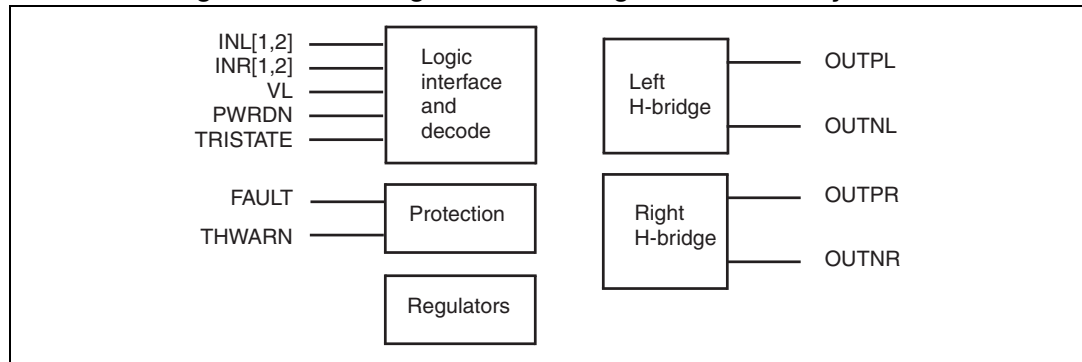 INL[1,2]
INR[1,2]
VL
PWRDN
TRISTATE
Logic
interface
and
decode
FAULT
THWARN
Protection
Regulators
Left
H-bridge
OUTPL
OUTNL
Right
H-bridge
OUTPR
OUTNR